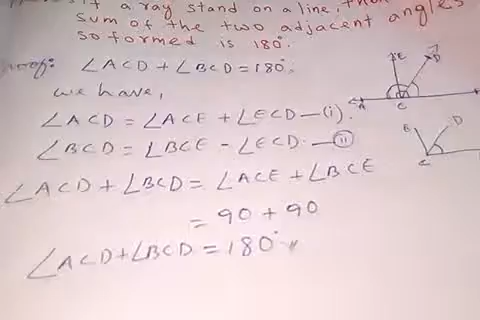 if a ray stand on a line, then
sum of the two adjacent angles
so formed is 180°.
Proof: ∠ACD + ∠BCD = 180°.
we have,
∠ACD = ∠ACE + ∠ECD —(i).
∠BCD = ∠BCE - ∠ECD —(ii)
∠ACD + ∠BCD = ∠ACE + ∠BCE
= 90 + 90
∠ACD + ∠BCD = 180°
E
D
A
C
E
D
C